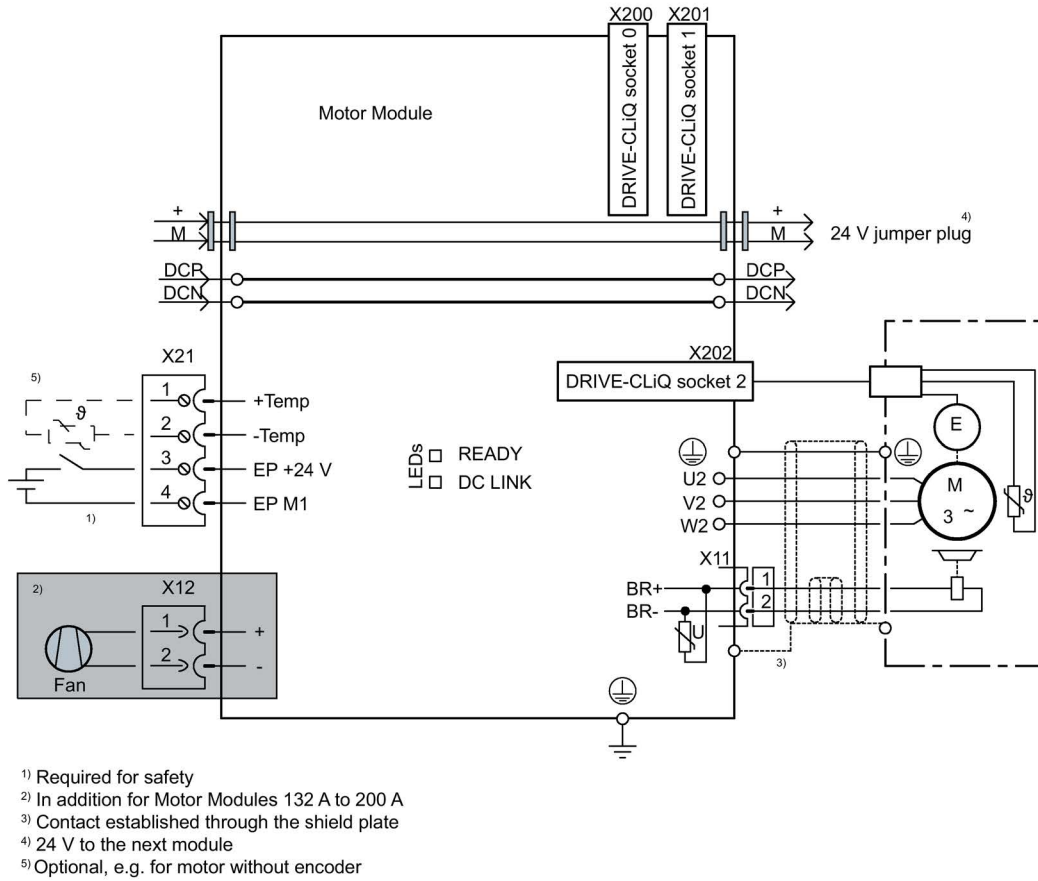 X200 X201
DRIVE-CLiQ socket 0
DRIVE-CLiQ socket 1
Motor Module
+ +
M M
24 V jumper plug 4)
DCP DCP
DCN DCN
X21
5)
1 +Temp
ϑ
2 -Temp
3 EP +24 V
4 EP M1
1)
LEDs
READY
DC LINK
X202
DRIVE-CLiQ socket 2
E
U2
V2
W2
M
3 ~
ϑ
X11
BR+ 1
BR- 2
U
3)
2)
X12
1 +
2 -
Fan
1) Required for safety
2) In addition for Motor Modules 132 A to 200 A
3) Contact established through the shield plate
4) 24 V to the next module
5) Optional, e.g. for motor without encoder